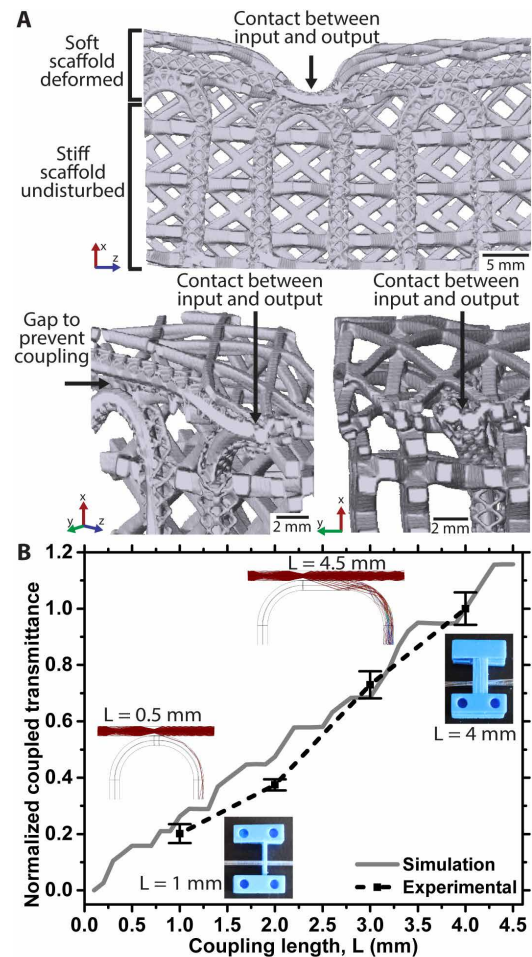 A
Soft
scaffold
deformed
Contact between
input and output
Stiff
scaffold
undisturbed
x
z
5 mm
Contact between
input and output
Contact between
input and output
Gap to
prevent
coupling
x
y
z
2 mm
x
y
2 mm
B
Normalized coupled transmittance
1.2
1.0
0.8
0.6
0.4
0.2
0.0
L = 4.5 mm
L = 0.5 mm
L = 4 mm
L = 1 mm
Simulation
Experimental
0.0 0.5 1.0 1.5 2.0 2.5 3.0 3.5 4.0 4.5
Coupling length, L (mm)